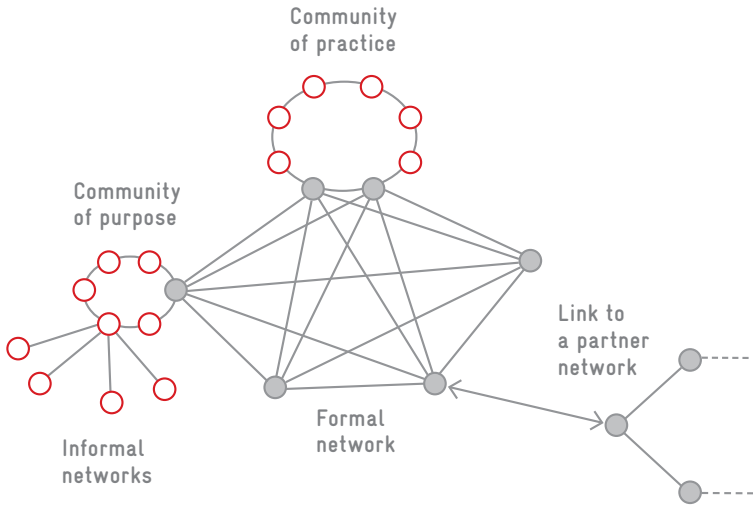 Community
of practice
Community
of purpose
Link to
a partner
network
Formal
network
Informal
networks